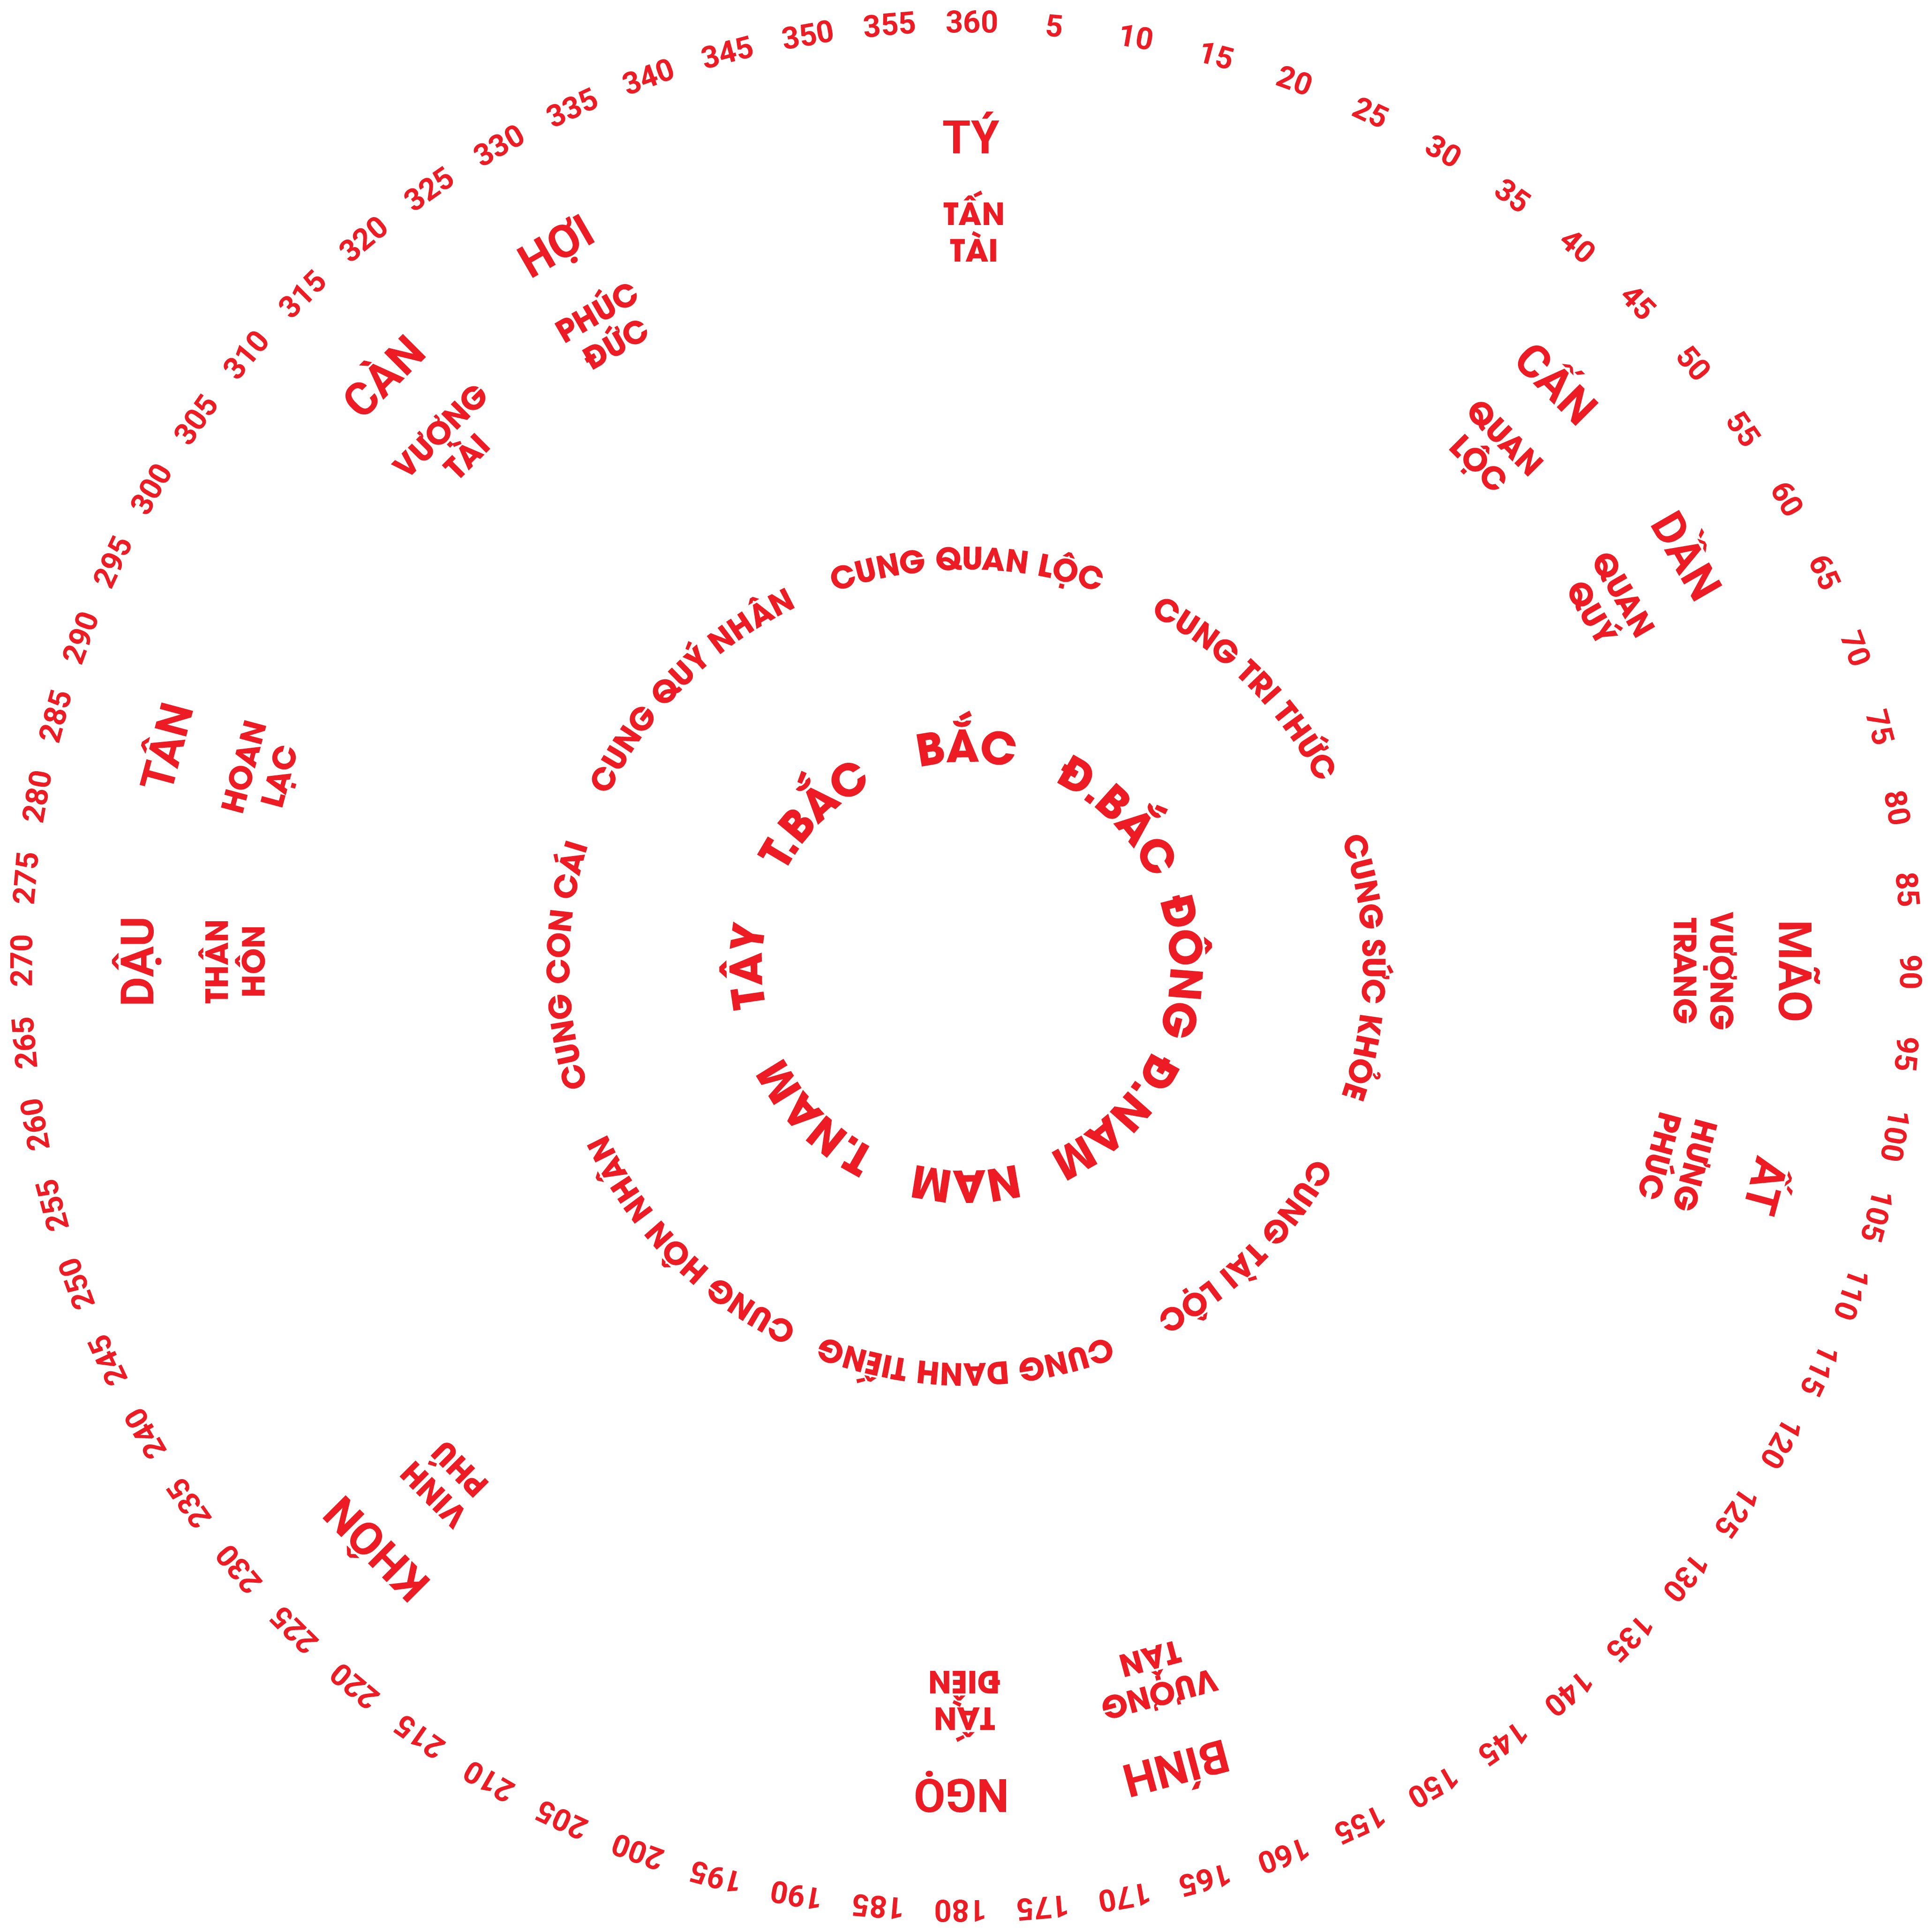 360
5
10
15
20
25
30
35
40
45
50
55
60
65
70
75
80
85
90
95
100
105
110
115
120
125
130
135
140
145
150
155
160
165
170
175
180
185
190
195
200
205
210
215
220
225
230
235
240
245
250
255
260
265
270
275
280
285
290
295
300
305
310
315
320
325
330
335
340
345
350
355
TÝ
TẤN
TÀI
CẤN
QUAN
LỘC
DẦN
QUAN
QUÝ
MÃO
VƯỢNG
TRANG
ẤT
HƯNG
PHÚC
BÍNH
VƯỢNG
TÀN
NGỌ
TẤN
ĐIỀN
KHÔN
VINH
PHÚ
DẬU
THÂN
HÔN
TÂN
HOAN
LẠC
CÀN
VƯỢNG
TÀI
HỢI
PHÚC
ĐỨC
CUNG QUAN LỘC
CUNG TRI THỨC
CUNG SỨC KHỎE
CUNG TÀI LỘC
CUNG DANH TIẾNG
CUNG HÔN NHÂN
CUNG CON CÁI
CUNG QUÝ NHÂN
BẮC
Đ.BẮC
ĐÔNG
Đ.NAM
NAM
T.NAM
TÂY
T.BẮC